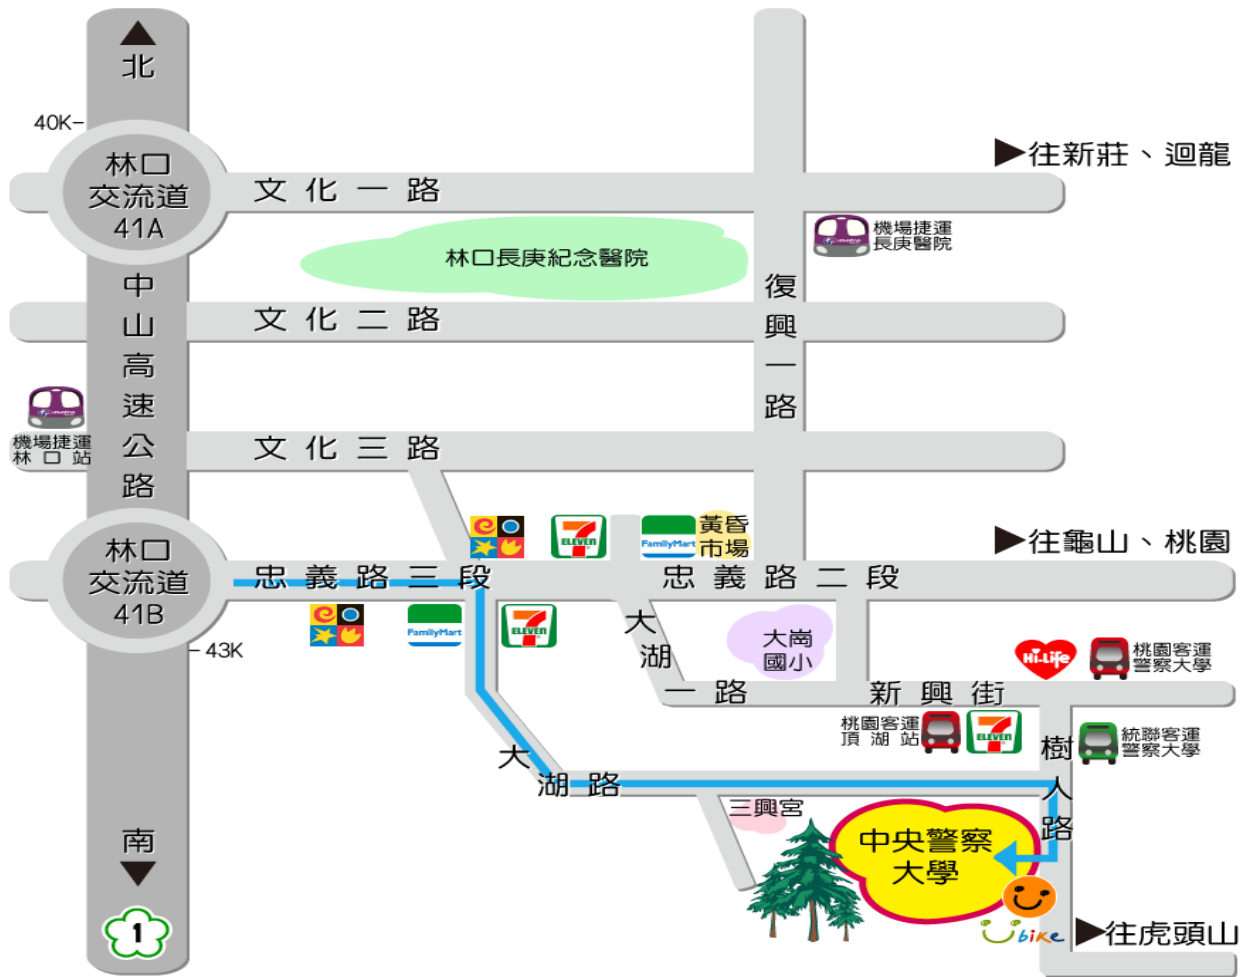 北
40K
林口
交流道
41A
文化一路
往新莊、迴龍
機場捷運
長庚醫院
林口長庚紀念醫院
中山高速公路
文化二路
復興一路
機場捷運
林口站
文化三路
林口
交流道
41B
43K
忠義路三段
7
ELEVEN
FamilyMart
黃昏
市場
往龜山、桃園
忠義路二段
FamilyMart
7
ELEVEN
大湖一路
大崗
國小
Hi-Life
桃園客運
警察大學
新興街
桃園客運
頂湖站
7
ELEVEN
樹人路
統聯客運
警察大學
大湖路
三興宮
中央警察
大學
Ubike
往虎頭山
南
1